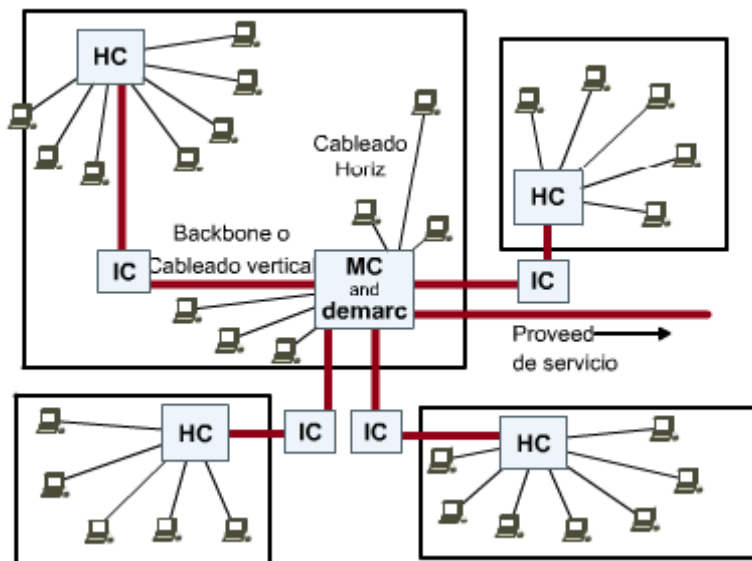 HC
Cableado
Horiz
HC
Backbone o
Cableado vertical
IC
MC
and
demarc
IC
Proveed
de servicio
HC
IC
IC
HC